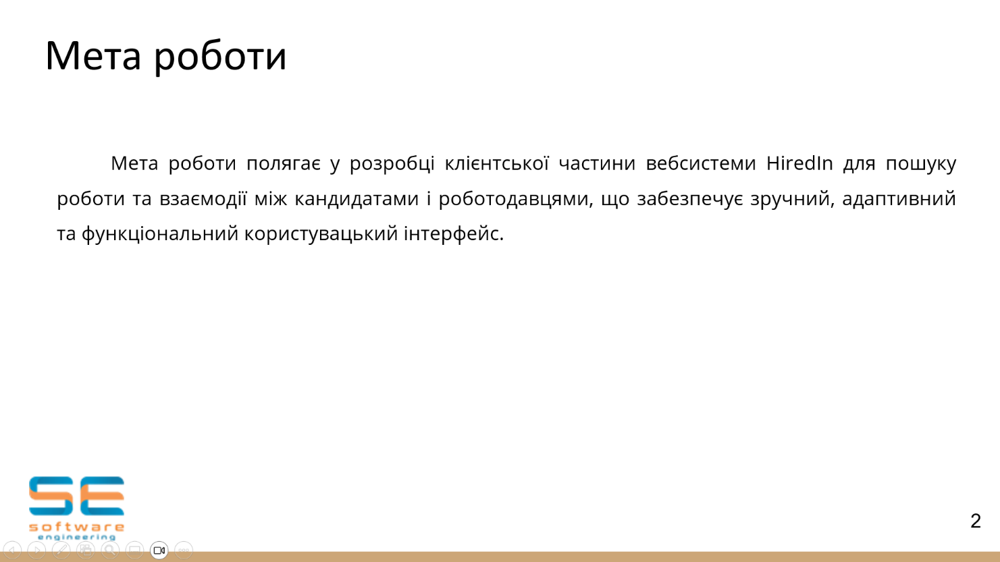 Мета роботи
Мета роботи полягає у розробці клієнтської частини вебсистеми HiredIn для пошуку
роботи та взаємодії між кандидатами і роботодавцями, що забезпечує зручний, адаптивний
та функціональний користувацький інтерфейс.
SE
software
engineering
2